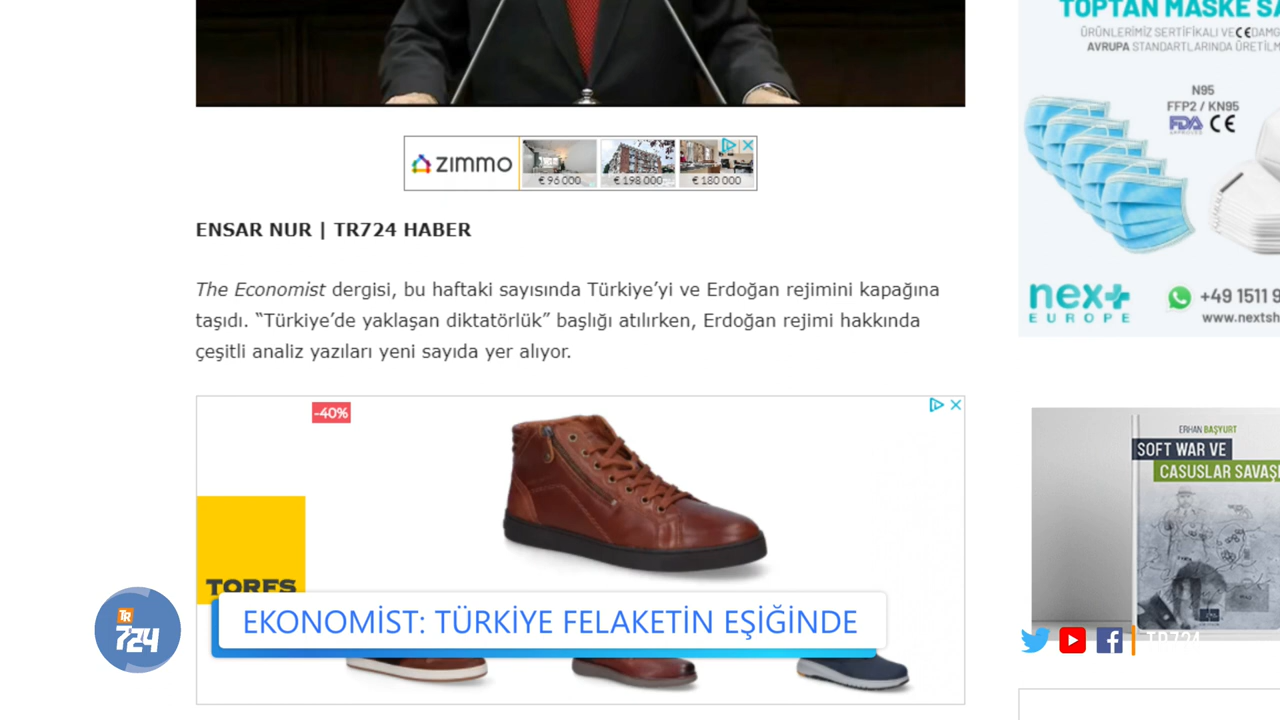 TOPTAN MASKE SA
ÜRÜNLERİMİZ SERTİFİKALI VE CE DAMG
AVRUPA STANDARTLARINDA ÜRETİLM
N95
FFP2 / KN95
FDA CE
ZIMMO
€ 96 000
€ 198 000
€ 180 000
ENSAR NUR | TR724 HABER
The Economist dergisi, bu haftaki sayısında Türkiye’yi ve Erdoğan rejimini kapağına
taşıdı. “Türkiye’de yaklaşan diktatörlük” başlığı atılırken, Erdoğan rejimi hakkında
çeşitli analiz yazıları yeni sayıda yer alıyor.
nex+
EUROPE
+49 1511 9
www.nextsh
-40%
TORFS
ERHAN BAŞYURT
SOFT WAR VE
CASUSLAR SAVAŞI
TR
724
EKONOMİST: TÜRKİYE FELAKETİN EŞİĞİNDE
TR724